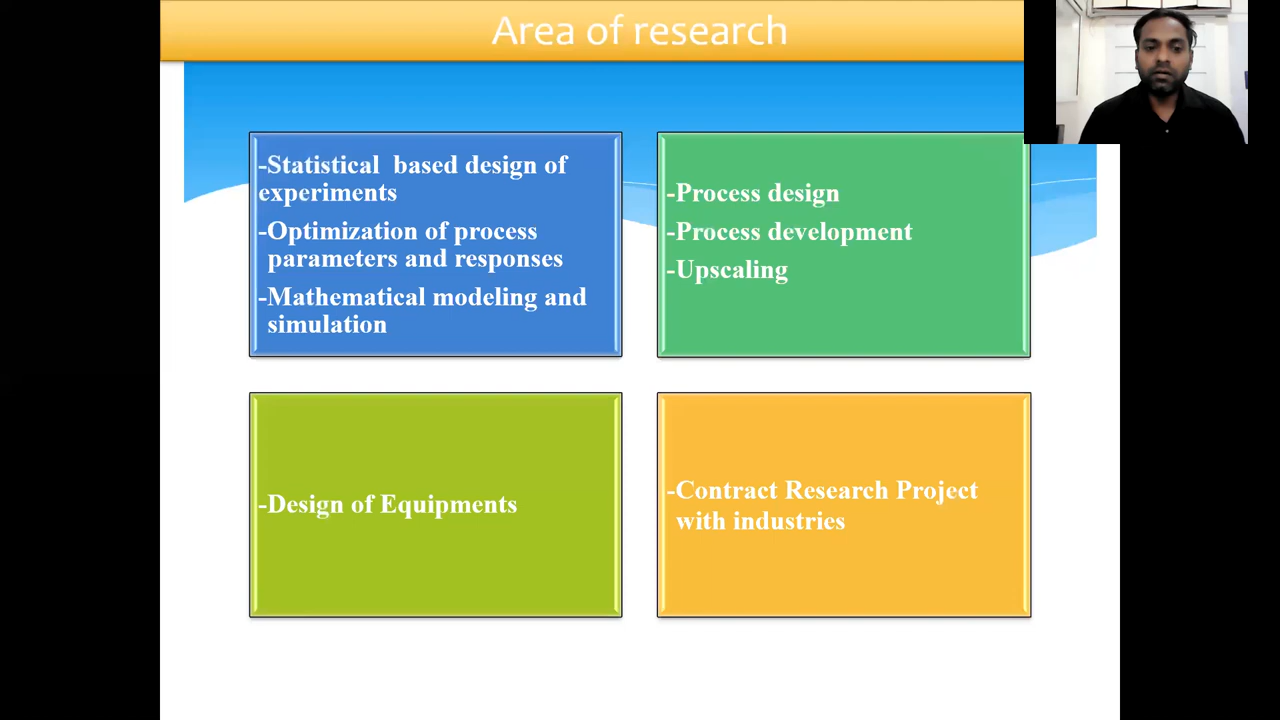 Area of research
-Statistical based design of
experiments
-Optimization of process
parameters and responses
-Mathematical modeling and
simulation
-Process design
-Process development
-Upscaling
-Design of Equipments
-Contract Research Project
with industries